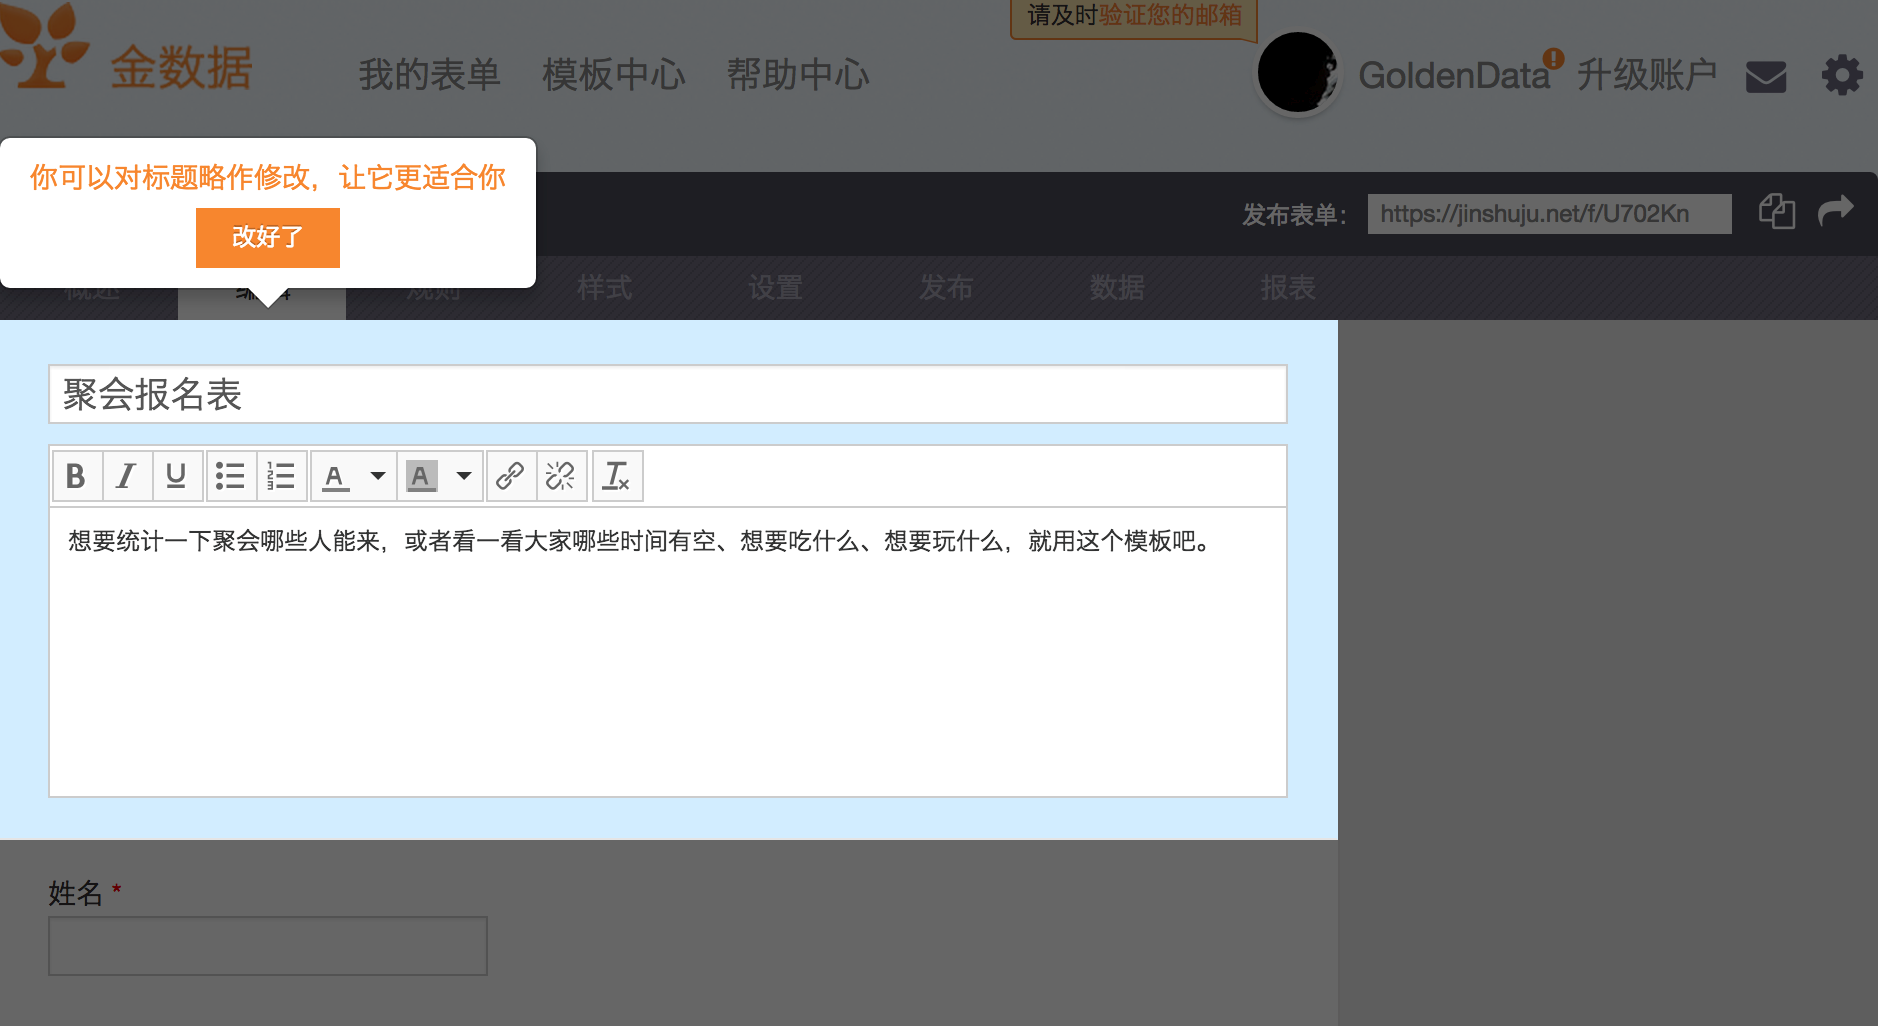 请及时验证您的邮箱
金数据
我的表单 模板中心 帮助中心
GoldenData 升级账户
你可以对标题略作修改，让它更适合你
改好了
发布表单： https://jinshuju.net/f/U702Kn
概述 编辑 规则 样式 设置 发布 数据 报表
聚会报名表
B I U A A
想要统计一下聚会哪些人能来，或者看一看大家哪些时间有空、想要吃什么、想要玩什么，就用这个模板吧。
姓名 *